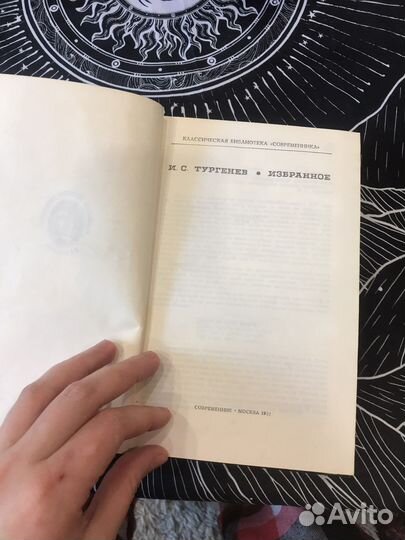 КЛАССИЧЕСКАЯ БИБЛИОТЕКА «СОВРЕМЕННИКА»
И. С. ТУРГЕНЕВ • ИЗБРАННОЕ
СОВРЕМЕННИК • МОСКВА
Avito